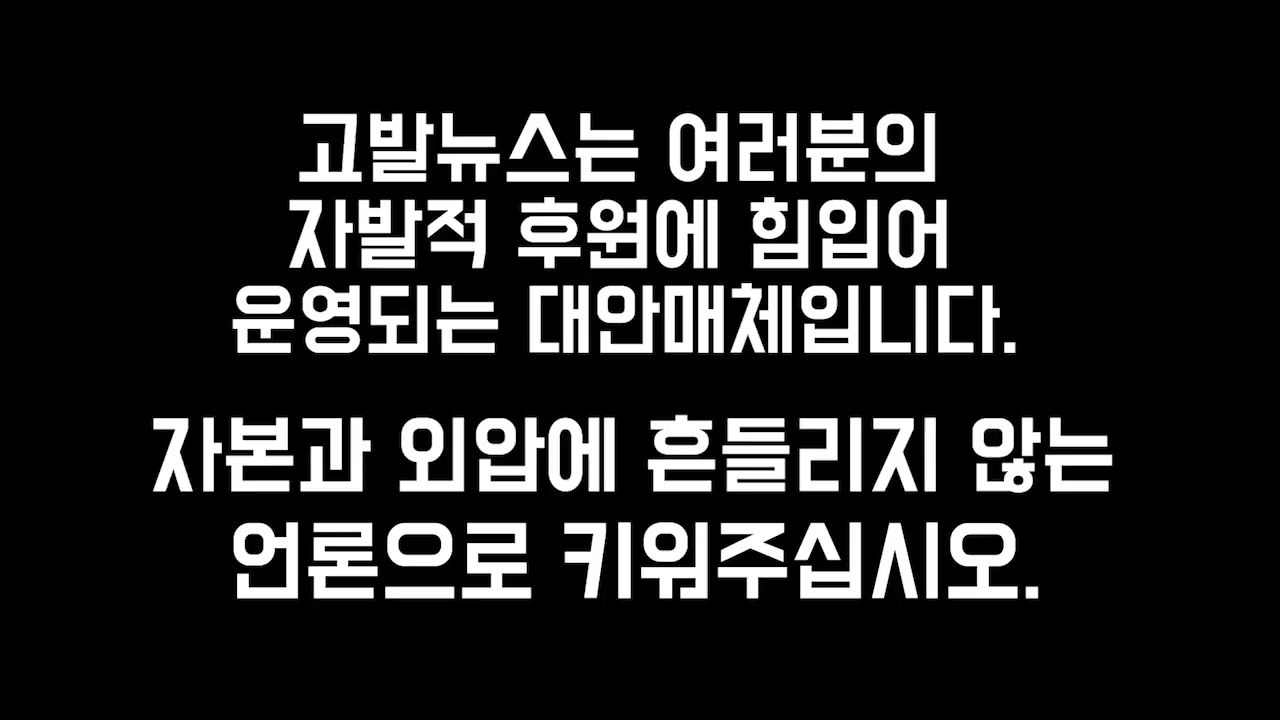 고발뉴스는 여러분의
자발적 후원에 힘입어
운영되는 대안매체입니다.
자본과 외압에 흔들리지 않는
언론으로 키워주십시오.